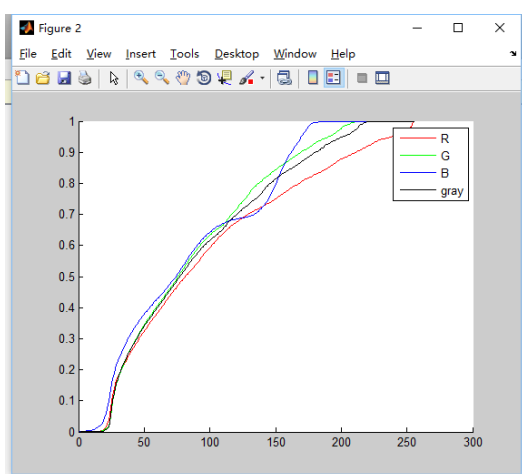 Figure 2
File Edit View Insert Tools Desktop Window Help
1
0.9
0.8
0.7
0.6
0.5
0.4
0.3
0.2
0.1
0
0 50 100 150 200 250 300
R
G
B
gray